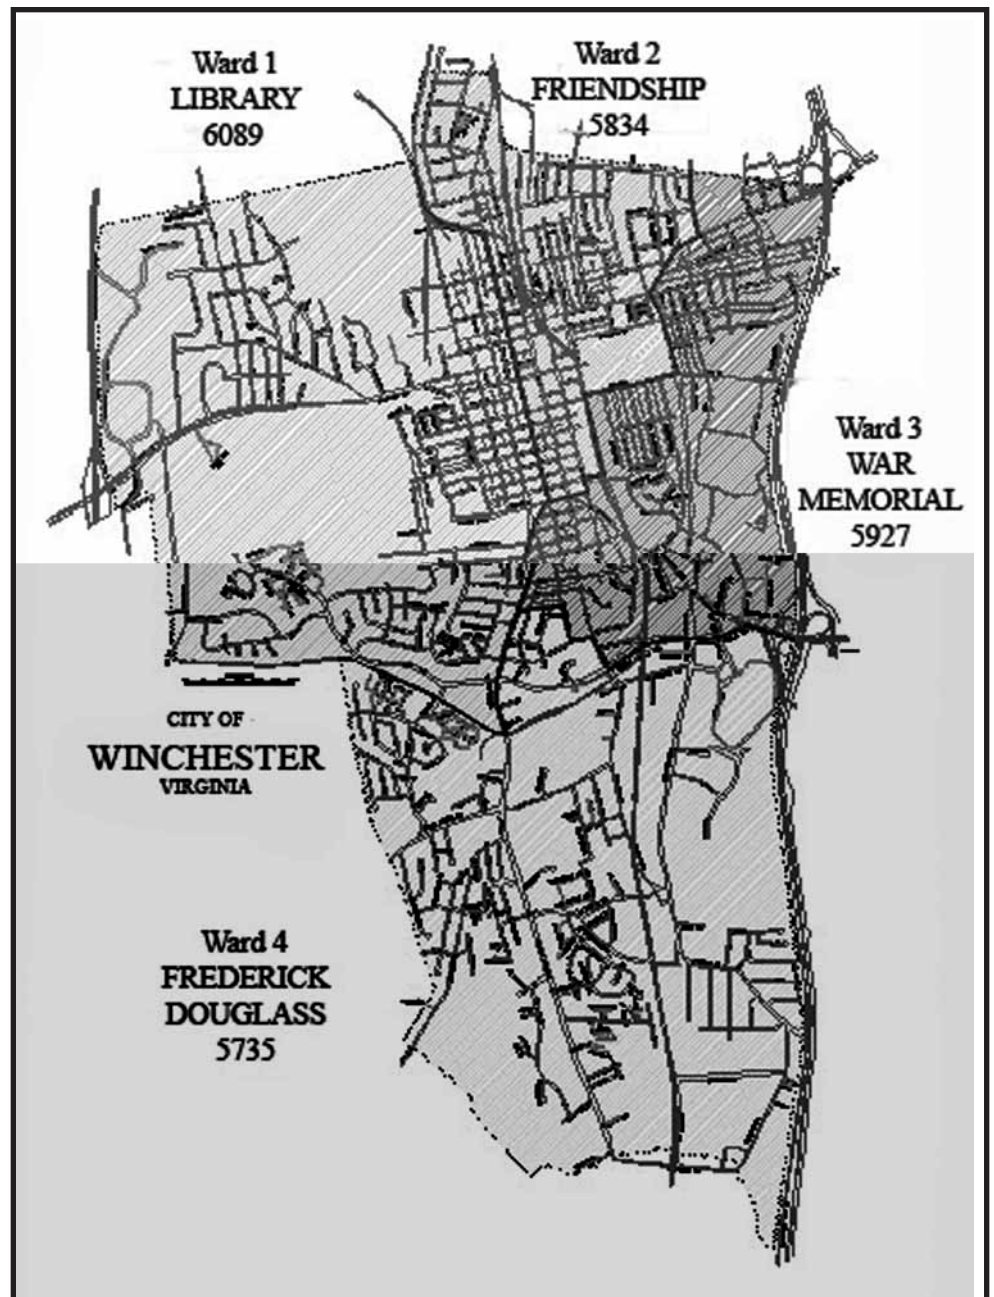 Ward 1
LIBRARY
6089
Ward 2
FRIENDSHIP
5834
Ward 3
WAR
MEMORIAL
5927
CITY OF
WINCHESTER
VIRGINIA
Ward 4
FREDERICK
DOUGLASS
5735